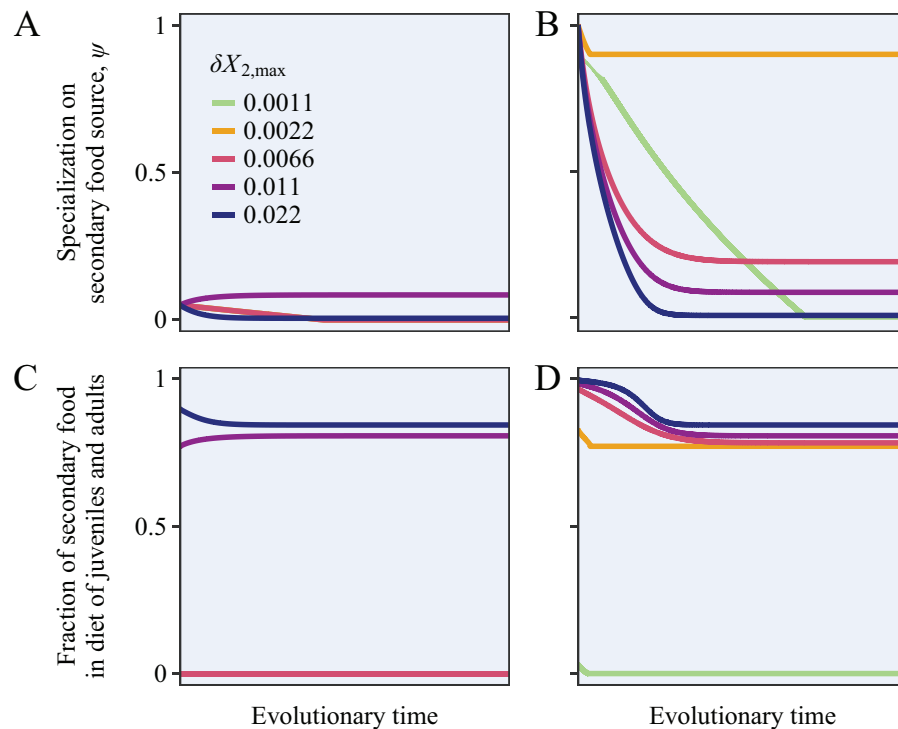 A
B
1
0.5
0
Specialization on
secondary food source, ψ
δX2,max
0.0011
0.0022
0.0066
0.011
0.022
C
D
1
0.5
0
Fraction of secondary food
in diet of juveniles and adults
Evolutionary time
Evolutionary time